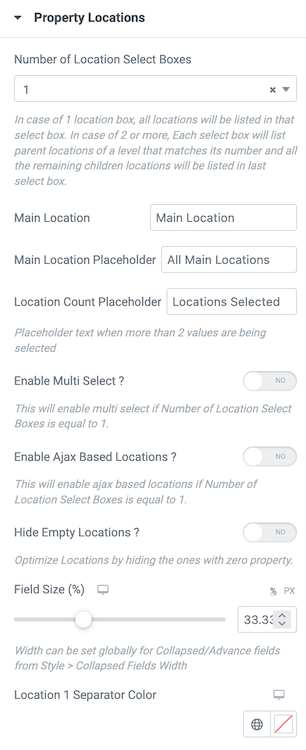 Property Locations
Number of Location Select Boxes
1
In case of 1 location box, all locations will be listed in that
select box. In case of 2 or more, Each select box will list
parent locations of a level that matches its number and all
the remaining children locations will be listed in last
select box.
Main Location Main Location
Main Location Placeholder All Main Locations
Location Count Placeholder Locations Selected
Placeholder text when more than 2 values are being
selected
Enable Multi Select ? NO
This will enable multi select if Number of Location Select
Boxes is equal to 1.
Enable Ajax Based Locations ? NO
This will enable ajax based locations if Number of
Location Select Boxes is equal to 1.
Hide Empty Locations ? NO
Optimize Locations by hiding the ones with zero property.
Field Size (%) % PX
33.33
Width can be set globally for Collapsed/Advance fields
from Style > Collapsed Fields Width
Location 1 Separator Color